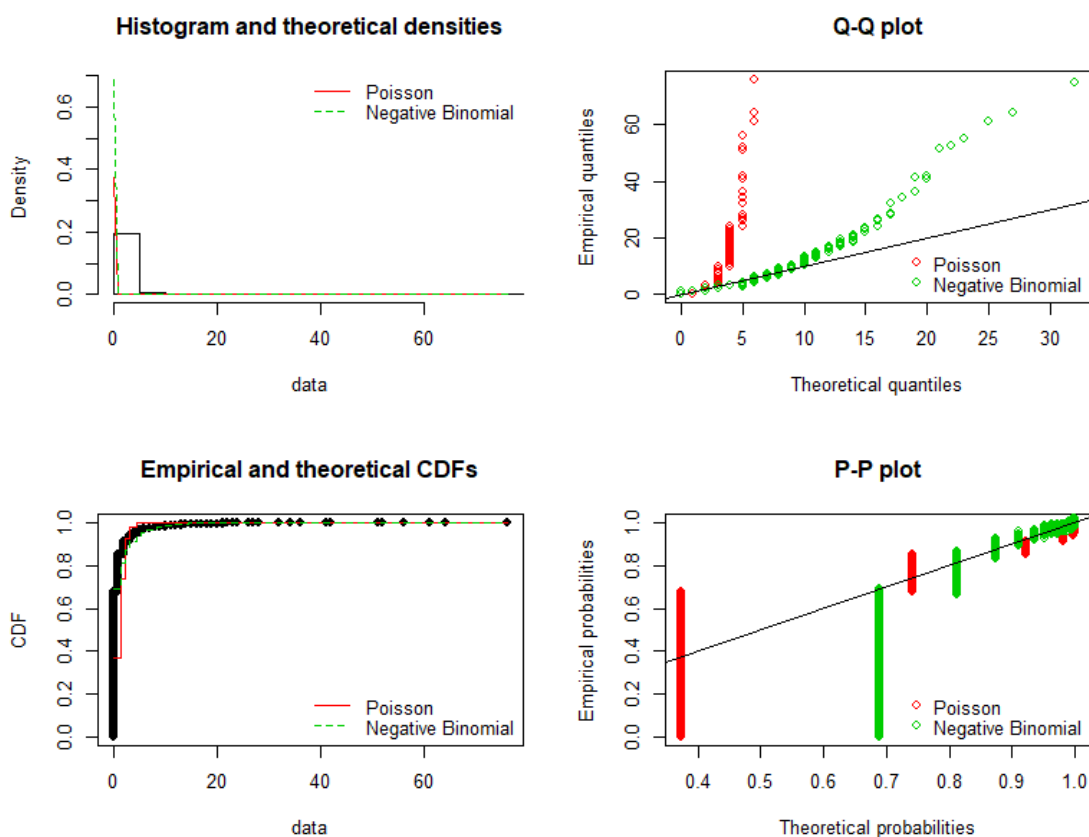 Histogram and theoretical densities
Density
0.0 0.2 0.4 0.6
Poisson
Negative Binomial
0 20 40 60
data
Q-Q plot
Empirical quantiles
0 20 40 60
Poisson
Negative Binomial
0 5 10 15 20 25 30
Theoretical quantiles
Empirical and theoretical CDFs
CDF
0.0 0.2 0.4 0.6 0.8 1.0
Poisson
Negative Binomial
0 20 40 60
data
P-P plot
Empirical probabilities
0.0 0.2 0.4 0.6 0.8 1.0
Poisson
Negative Binomial
0.4 0.5 0.6 0.7 0.8 0.9 1.0
Theoretical probabilities